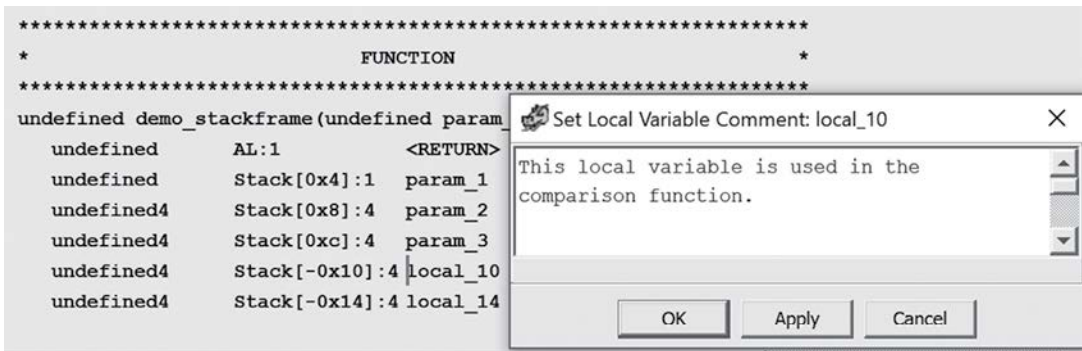 *******************************************************************
* FUNCTION *
*******************************************************************
undefined demo_stackframe(undefined param_
undefined AL:1 <RETURN>
undefined Stack[0x4]:1 param_1
undefined4 Stack[0x8]:4 param_2
undefined4 Stack[0xc]:4 param_3
undefined4 Stack[-0x10]:4 local_10
undefined4 Stack[-0x14]:4 local_14
Set Local Variable Comment: local_10
This local variable is used in the
comparison function.
OK Apply Cancel